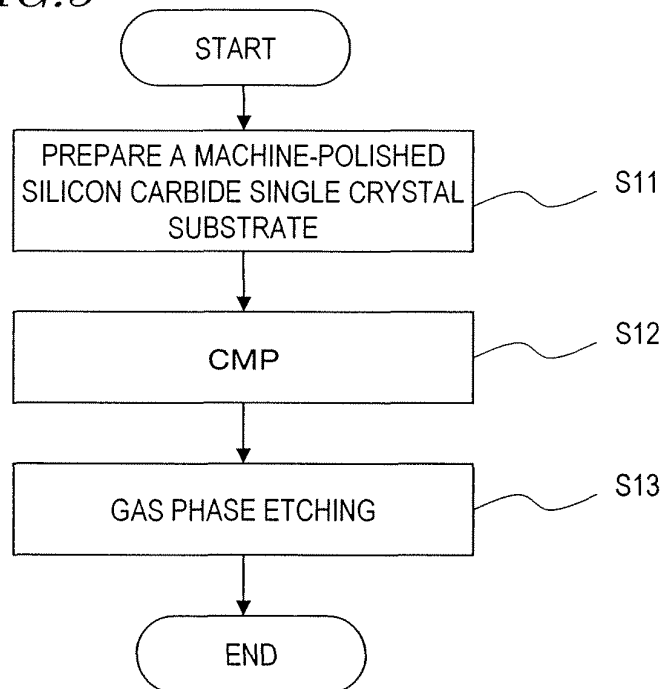 START
PREPARE A MACHINE-POLISHED
SILICON CARBIDE SINGLE CRYSTAL
SUBSTRATE
S11
CMP
S12
GAS PHASE ETCHING
S13
END